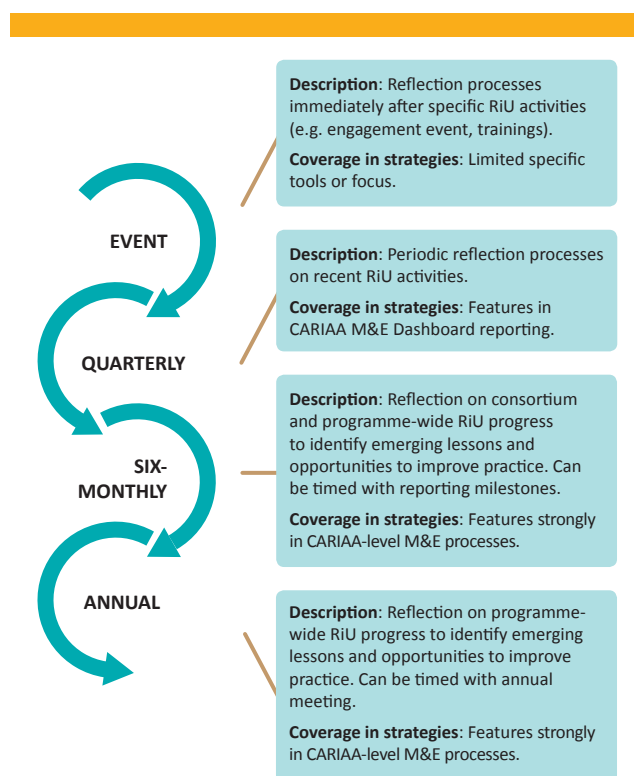 Description: Reflection processes
immediately after specific RiU activities
(e.g. engagement event, trainings).
Coverage in strategies: Limited specific
tools or focus.
EVENT
Description: Periodic reflection processes
on recent RiU activities.
Coverage in strategies: Features in
CARIAA M&E Dashboard reporting.
QUARTERLY
Description: Reflection on consortium
and programme-wide RiU progress
to identify emerging lessons and
opportunities to improve practice. Can
be timed with reporting milestones.
Coverage in strategies: Features strongly
in CARIAA-level M&E processes.
SIX-
MONTHLY
Description: Reflection on programme-
wide RiU progress to identify emerging
lessons and opportunities to improve
practice. Can be timed with annual
meeting.
Coverage in strategies: Features strongly
in CARIAA-level M&E processes.
ANNUAL